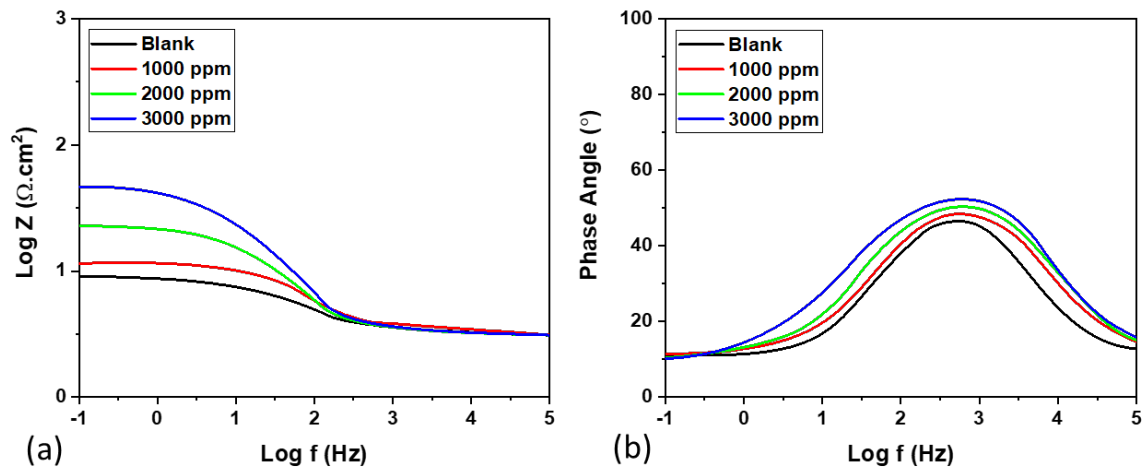 3
2
1
0
Log Z (Ω.cm²)
Blank
1000 ppm
2000 ppm
3000 ppm
-1 0 1 2 3 4 5
Log f (Hz)
(a)
100
80
60
40
20
0
Phase Angle (°)
Blank
1000 ppm
2000 ppm
3000 ppm
-1 0 1 2 3 4 5
Log f (Hz)
(b)